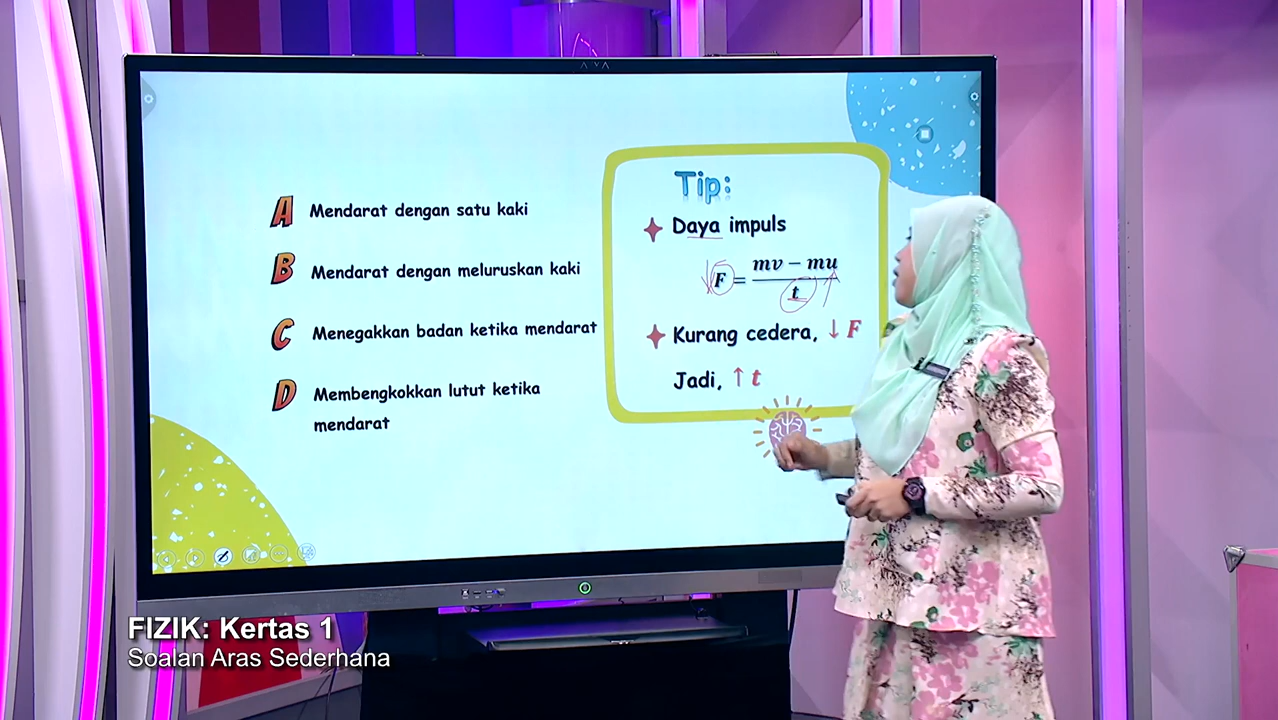 A Mendarat dengan satu kaki
B Mendarat dengan meluruskan kaki
C Menegakkan badan ketika mendarat
D Membengkokkan lutut ketika
mendarat
Tip:
Daya impuls
↓ F = (mv − mu) / t ↑
Kurang cedera, ↓ F
Jadi, ↑ t
FIZIK: Kertas 1
Soalan Aras Sederhana